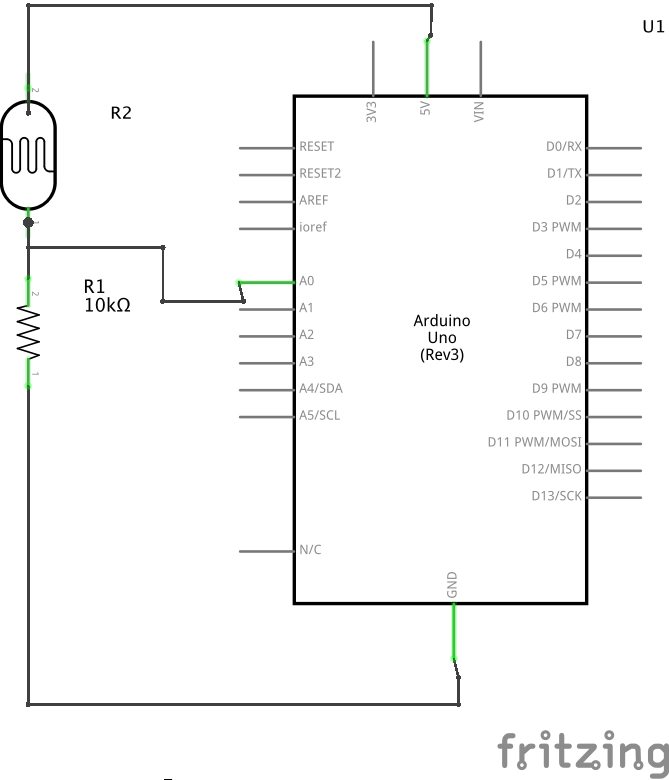 U1
2
R2
1
3V3
5V
VIN
RESET
RESET2
AREF
ioref
A0
A1
A2
A3
A4/SDA
A5/SCL
N/C
D0/RX
D1/TX
D2
D3 PWM
D4
D5 PWM
D6 PWM
D7
D8
D9 PWM
D10 PWM/SS
D11 PWM/MOSI
D12/MISO
D13/SCK
Arduino
Uno
(Rev3)
R1
10kΩ
2
1
GND
fritzing